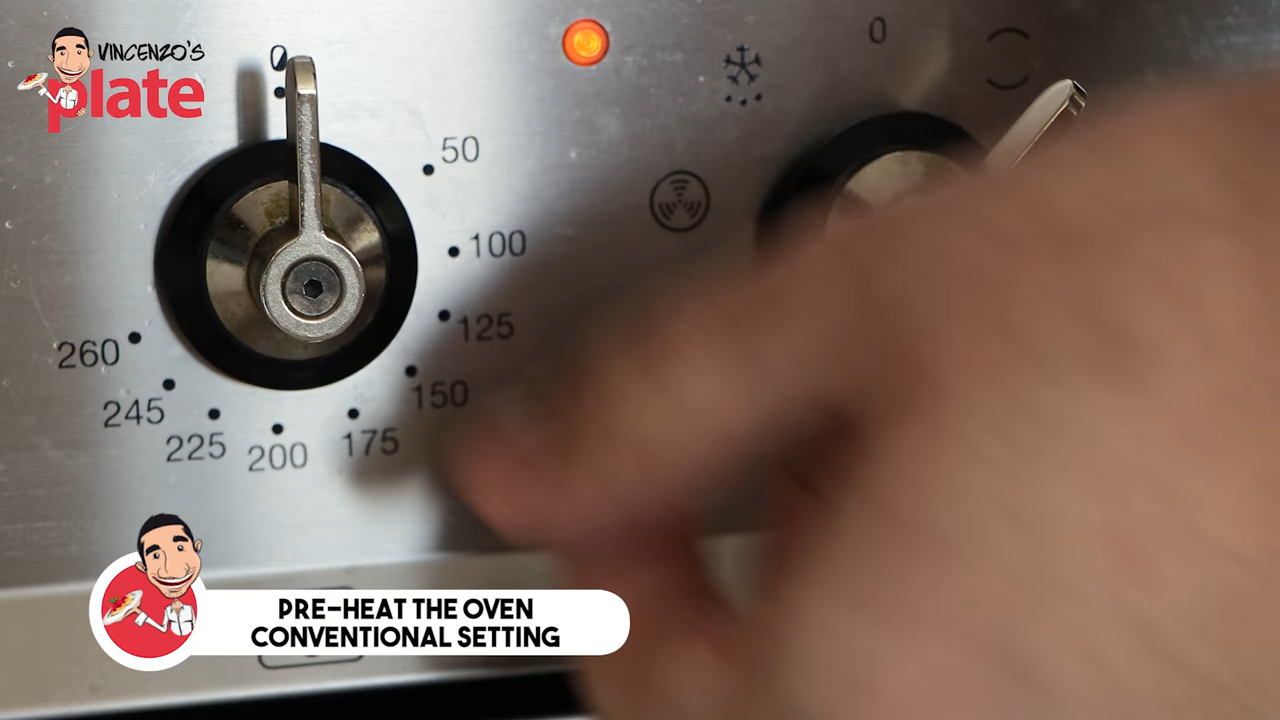 VINCENZO'S
plate
0
0
50
100
125
150
175
200
225
245
260
PRE-HEAT THE OVEN
CONVENTIONAL SETTING